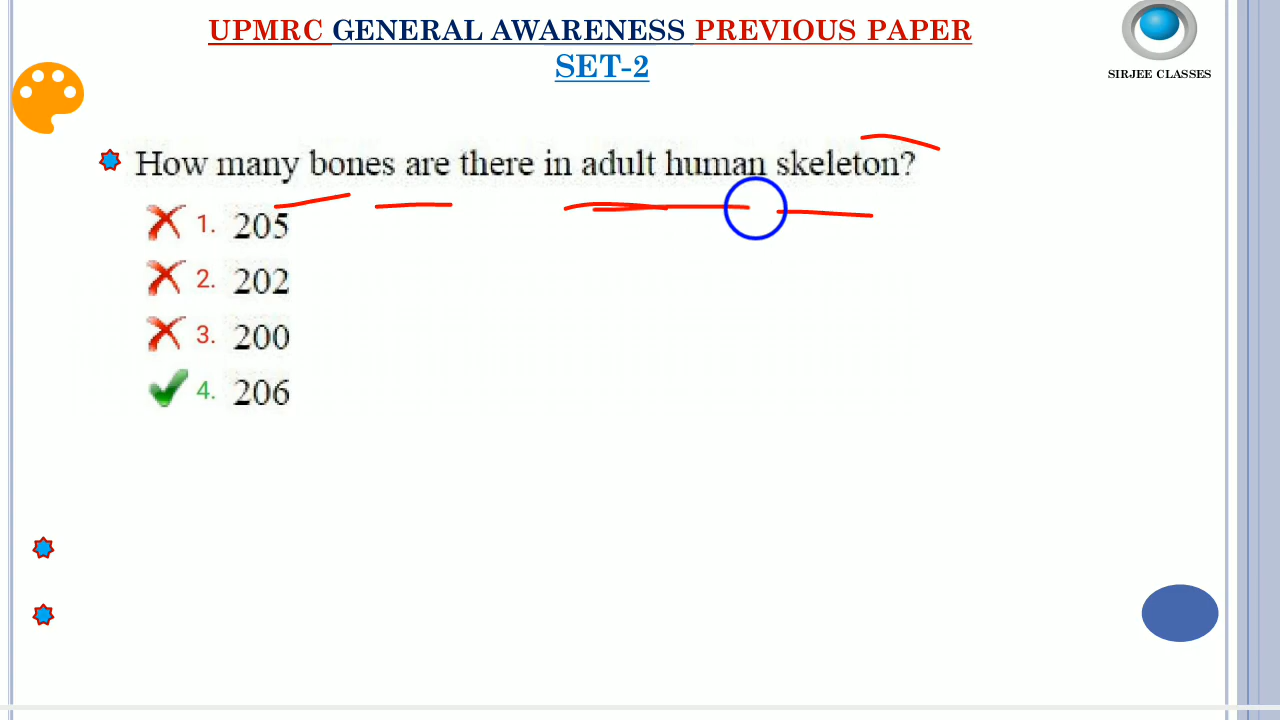 UPMRC GENERAL AWARENESS PREVIOUS PAPER
SET-2
SIRJEE CLASSES
How many bones are there in adult human skeleton?
1. 205
2. 202
3. 200
4. 206